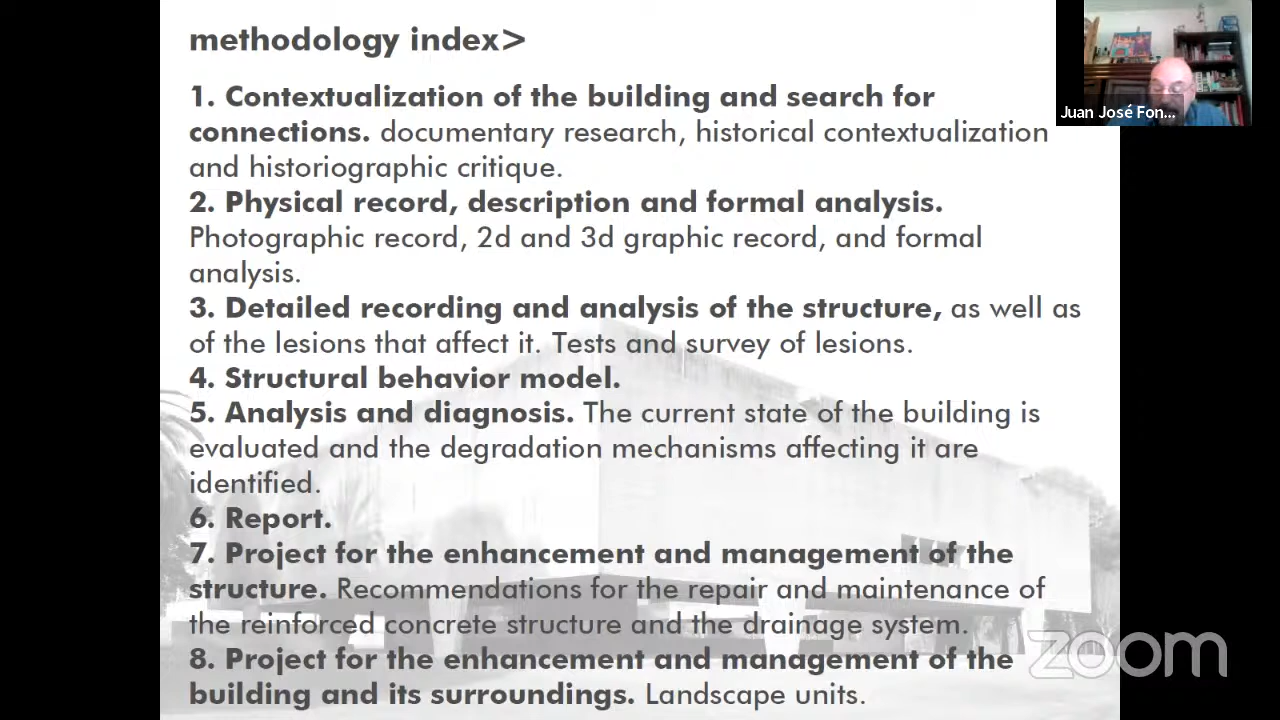 methodology index>
1. Contextualization of the building and search for
connections. documentary research, historical contextualization
and historiographic critique.
2. Physical record, description and formal analysis.
Photographic record, 2d and 3d graphic record, and formal
analysis.
3. Detailed recording and analysis of the structure, as well as
of the lesions that affect it. Tests and survey of lesions.
4. Structural behavior model.
5. Analysis and diagnosis. The current state of the building is
evaluated and the degradation mechanisms affecting it are
identified.
6. Report.
7. Project for the enhancement and management of the
structure. Recommendations for the repair and maintenance of
the reinforced concrete structure and the drainage system.
8. Project for the enhancement and management of the
building and its surroundings. Landscape units.
Juan José Fon...
zoom